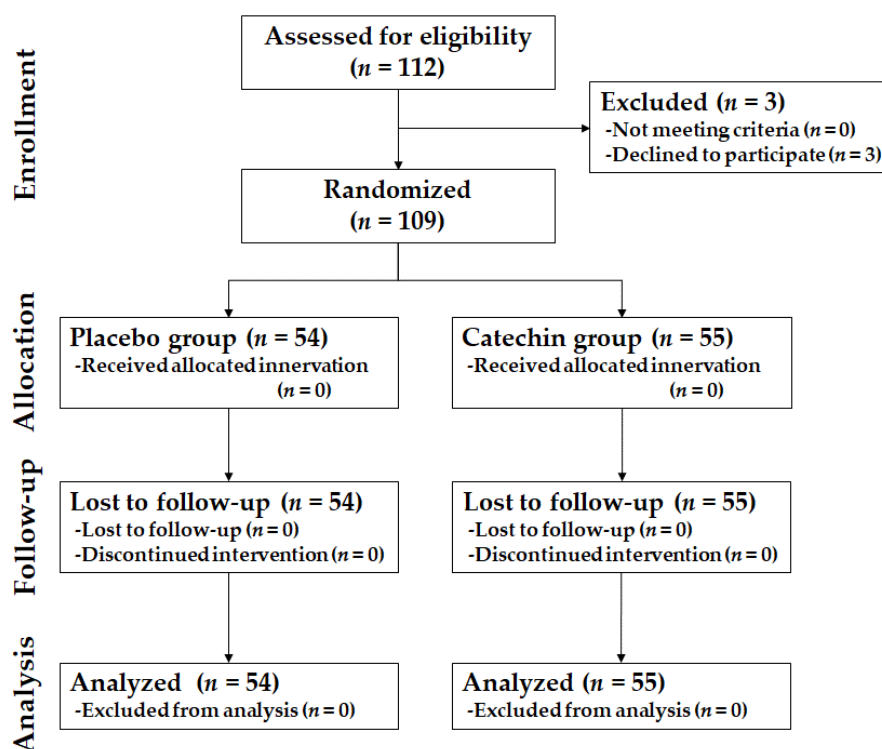 Enrollment
Assessed for eligibility
(n = 112)
Excluded (n = 3)
-Not meeting criteria (n = 0)
-Declined to participate (n = 3)
Randomized
(n = 109)
Allocation
Placebo group (n = 54)
-Received allocated innervation
(n = 0)
Catechin group (n = 55)
-Received allocated innervation
(n = 0)
Follow-up
Lost to follow-up (n = 54)
-Lost to follow-up (n = 0)
-Discontinued intervention (n = 0)
Lost to follow-up (n = 55)
-Lost to follow-up (n = 0)
-Discontinued intervention (n = 0)
Analysis
Analyzed (n = 54)
-Excluded from analysis (n = 0)
Analyzed (n = 55)
-Excluded from analysis (n = 0)